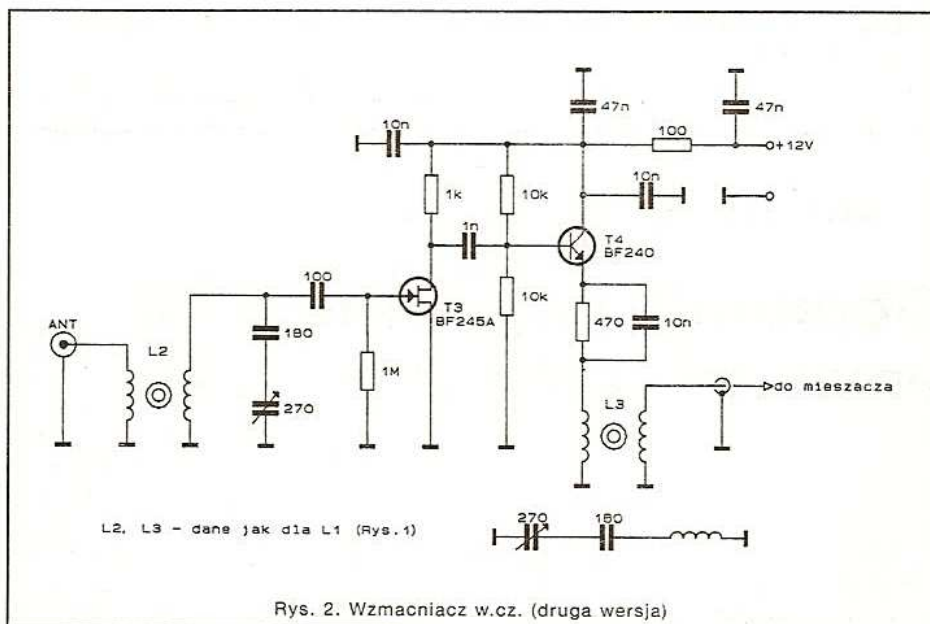 47n
47n
10n
100
+12V
10n
1k
10k
1n
T4
BF240
100
T3
BF245A
10k
ANT
L2
180
470
10n
1M
270
do mieszacza
L3
270
180
L2, L3 - dane jak dla L1 (Rys.1)
Rys. 2. Wzmacniacz w.cz. (druga wersja)